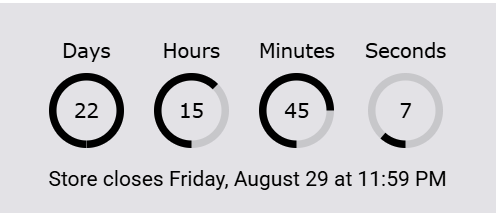 Days Hours Minutes Seconds
22 15 45 7
Store closes Friday, August 29 at 11:59 PM